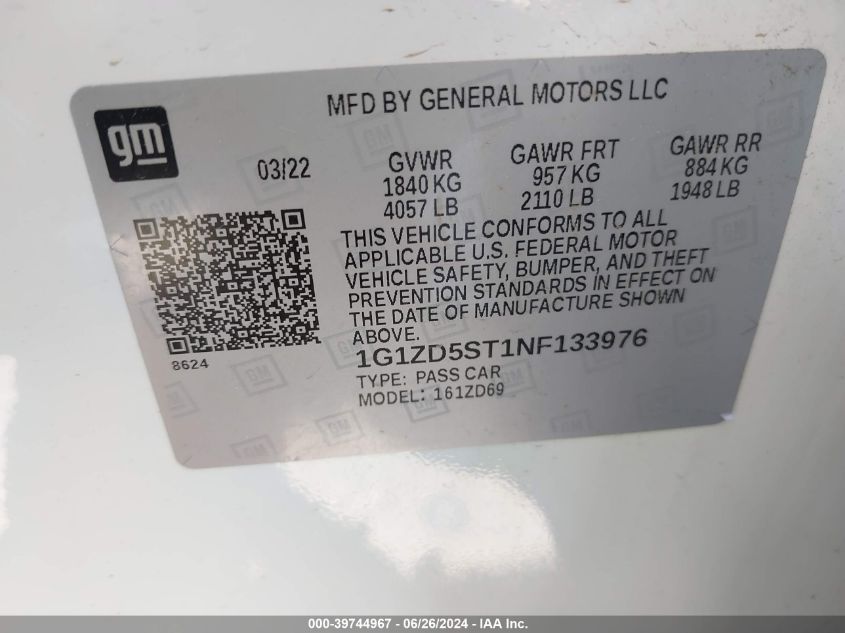 MFD BY GENERAL MOTORS LLC
gm
03/22
GVWR
1840 KG
4057 LB
GAWR FRT
957 KG
2110 LB
GAWR RR
884 KG
1948 LB
THIS VEHICLE CONFORMS TO ALL
APPLICABLE U.S. FEDERAL MOTOR
VEHICLE SAFETY, BUMPER, AND THEFT
PREVENTION STANDARDS IN EFFECT ON
THE DATE OF MANUFACTURE SHOWN
ABOVE.
8624
1G1ZD5ST1NF133976
TYPE: PASS CAR
MODEL: 161ZD69
000-39744967 - 06/26/2024 - IAA Inc.